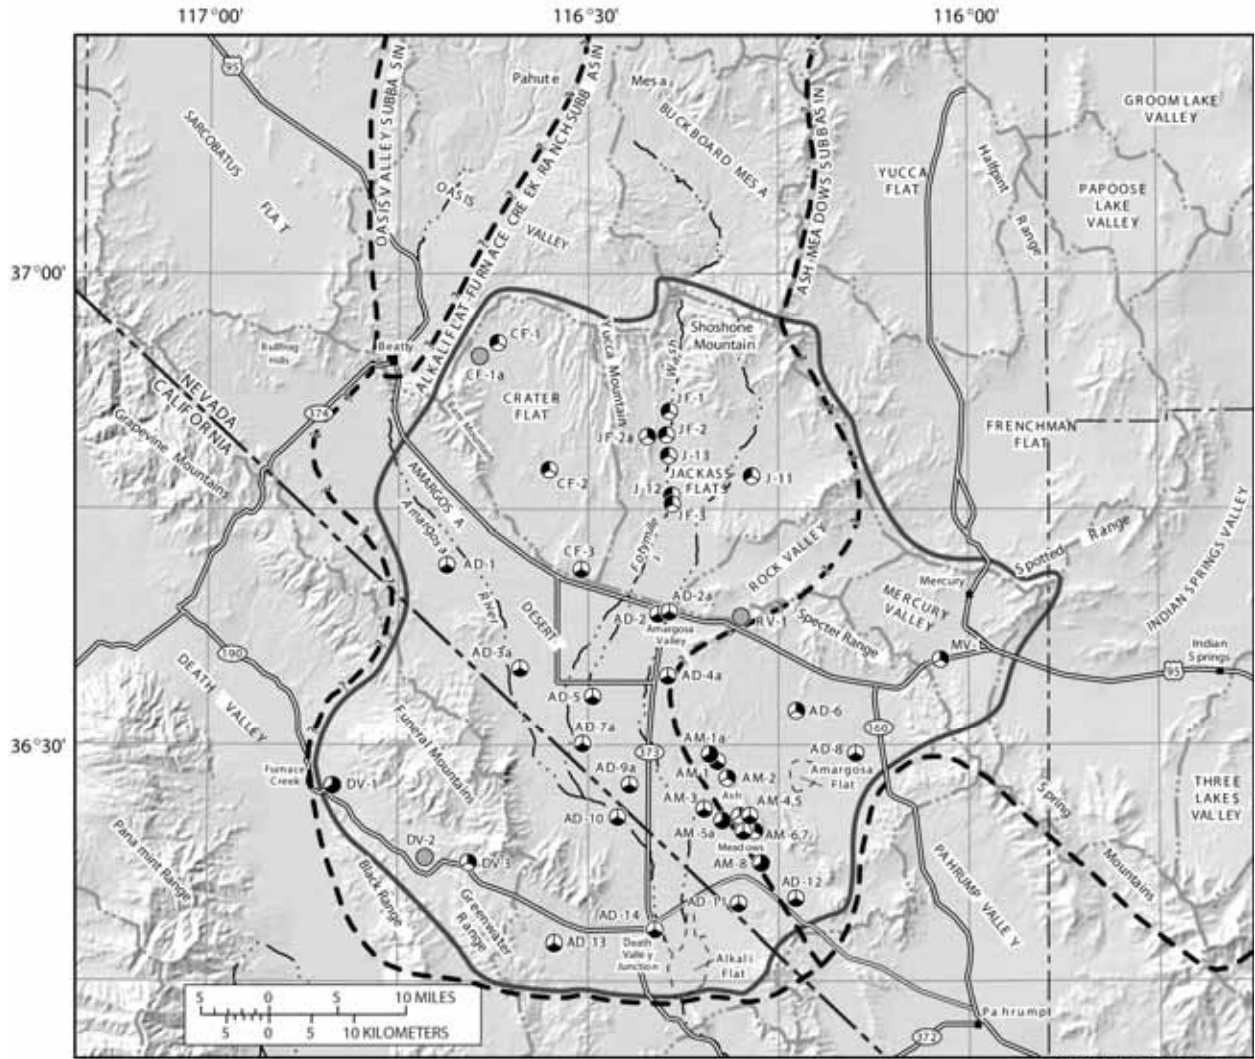 117°00'
116°30'
116°00'
95
OASIS VALLEY SUBBASIN
ALKALI FLAT-FURNACE CREEK RANCH SUBBASIN
ASH MEADOWS SUBBASIN
Pahute
Mesa
BUCKBOARD MESA
GROOM LAKE
VALLEY
SARCOBATUS
FLAT
OASIS
VALLEY
YUCCA
FLAT
Halfpint
Range
PAPOOSE
LAKE
VALLEY
37°00'
Shoshone
Mountain
Bullfrog
Hills
Beatty
CF-1
CF-1a
Yucca Mountain
Wash
NEVADA
CALIFORNIA
374
CRATER
FLAT
Bare Mountain
Grapevine Mountains
JF-1
JF-2
JF-2a
J-13
FRENCHMAN
FLAT
JACKASS
FLATS
CF-2
J-12
J-11
JF-3
AMARGOSA
Amargosa
River
DESERT
Fortymile
ROCK VALLEY
Spotted
Range
INDIAN SPRINGS VALLEY
CF-3
AD-1
Mercury
MERCURY
VALLEY
AD-2a
AD-2
Amargosa
Valley
RV-1
Specter Range
MV-
Indian
Springs
95
190
DEATH
VALLEY
AD-3a
AD-4a
AD-5
AD-6
160
Funeral Mountains
36°30'
AD-7a
373
AM-1a
AD-8
Amargosa
Flat
Furnace
Creek
DV-1
AD-9a
AM-1
AM-2
Ash
AM-3
AM-4,5
Spring
Mountains
THREE
LAKES
VALLEY
AD-10
AM-5a
AM-6,7
Meadows
DV-2
DV-3
AM-8
Panamint Range
Black Range
Greenwater
Range
PAHRUMP VALLEY
AD-12
AD-11
AD-14
AD-13
Death
Valley
Junction
Alkali
Flat
5 0 5 10 MILES
5 0 5 10 KILOMETERS
Pahrump
372